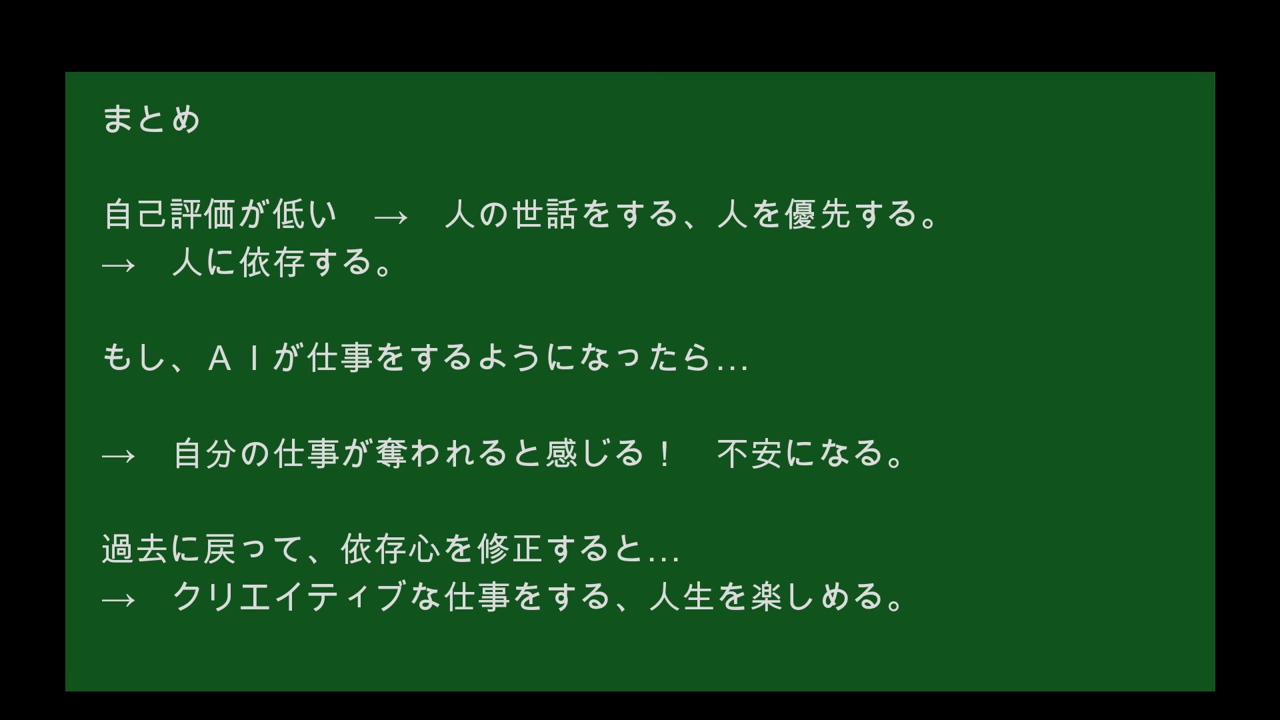 まとめ
自己評価が低い　→　人の世話をする、人を優先する。
→　人に依存する。
もし、ＡＩが仕事をするようになったら…
→　自分の仕事が奪われると感じる！　不安になる。
過去に戻って、依存心を修正すると…
→　クリエイティブな仕事をする、人生を楽しめる。